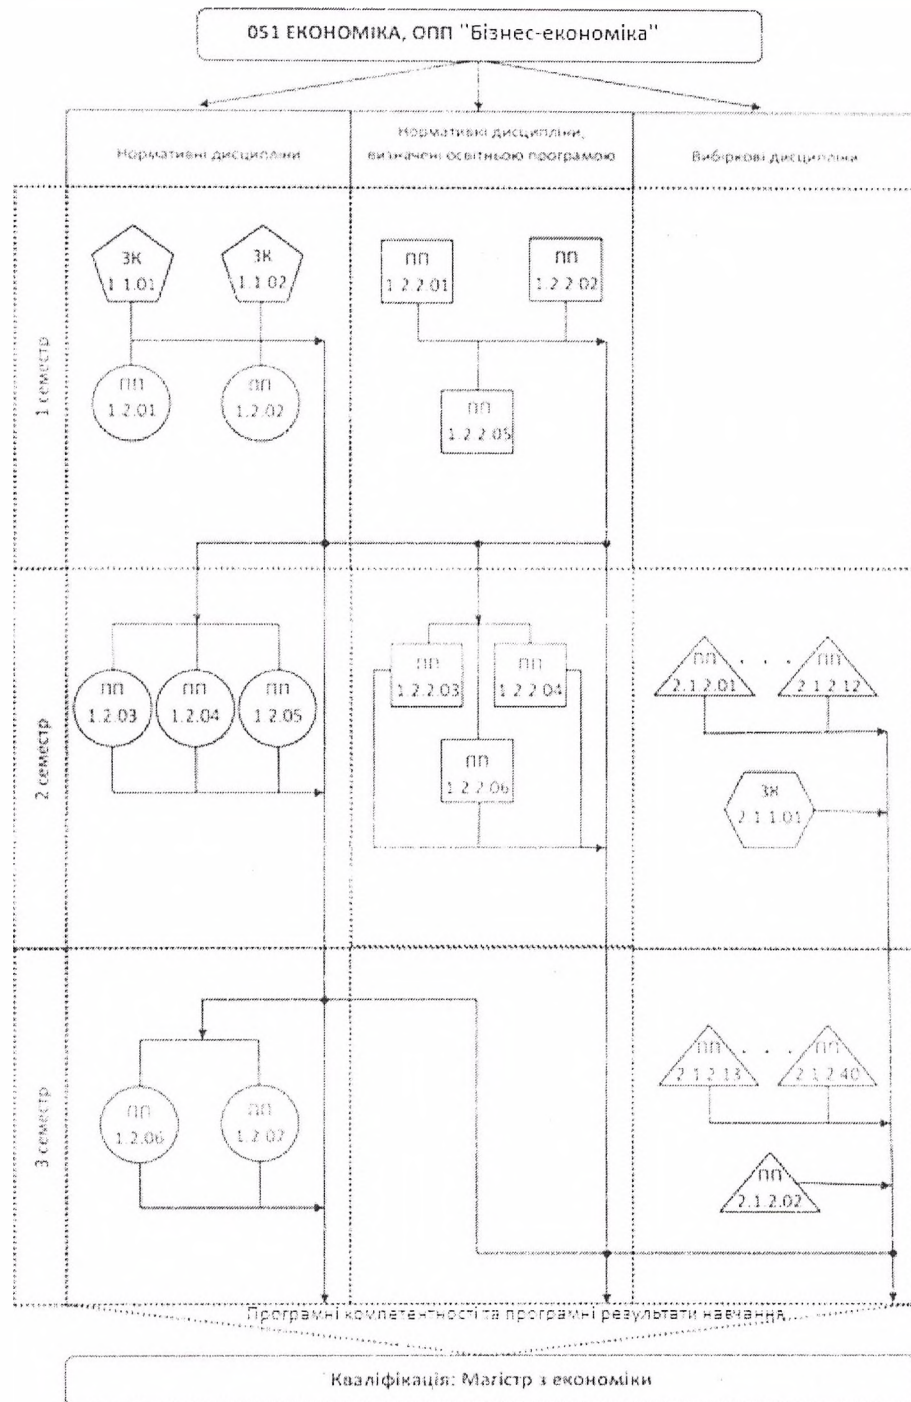 051 ЕКОНОМІКА, ОПП "Бізнес-економіка"
Нормативні дисципліни
Нормативні дисципліни,
визначені освітньою програмою
Вибіркові дисципліни
1 семестр
ЗК
1.1.01
ЗК
1.1.02
ПП
1.2.2.01
ПП
1.2.2.02
ПП
1.2.01
ПП
1.2.02
ПП
1.2.2.05
2 семестр
ПП
1.2.03
ПП
1.2.04
ПП
1.2.05
ПП
1.2.2.03
ПП
1.2.2.04
ПП
1.2.2.06
ПП
2.1.2.01
. . .
ПП
2.1.2.12
ЗК
2.1.1.01
3 семестр
ПП
1.2.06
ПП
1.2.07
ПП
2.1.2.13
. . .
ПП
2.1.2.40
ПП
2.1.2.02
Програмні компетентності та програмні результати навчання
Кваліфікація: Магістр з економіки